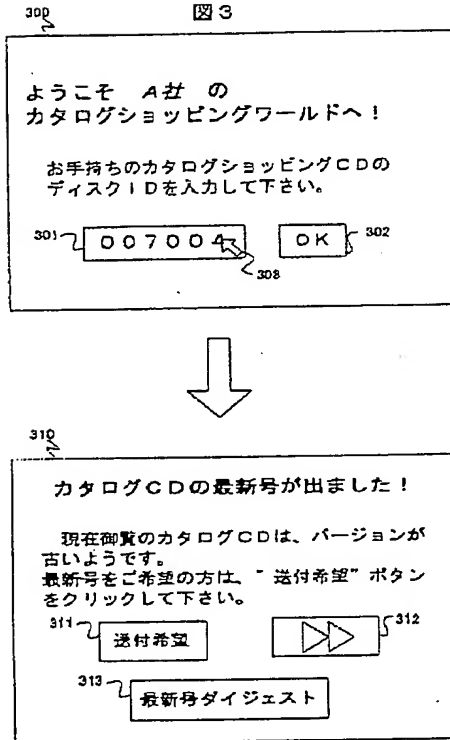 図3
300
ようこそ A社 の
カタログショッピングワールドへ！
お手持ちのカタログショッピングCDの
ディスクIDを入力して下さい。
301
007004
OK
302
303
310
カタログCDの最新号が出ました！
現在御覧のカタログCDは、バージョンが
古いようです。
最新号をご希望の方は、"送付希望"ボタン
をクリックして下さい。
311
送付希望
312
313
最新号ダイジェスト